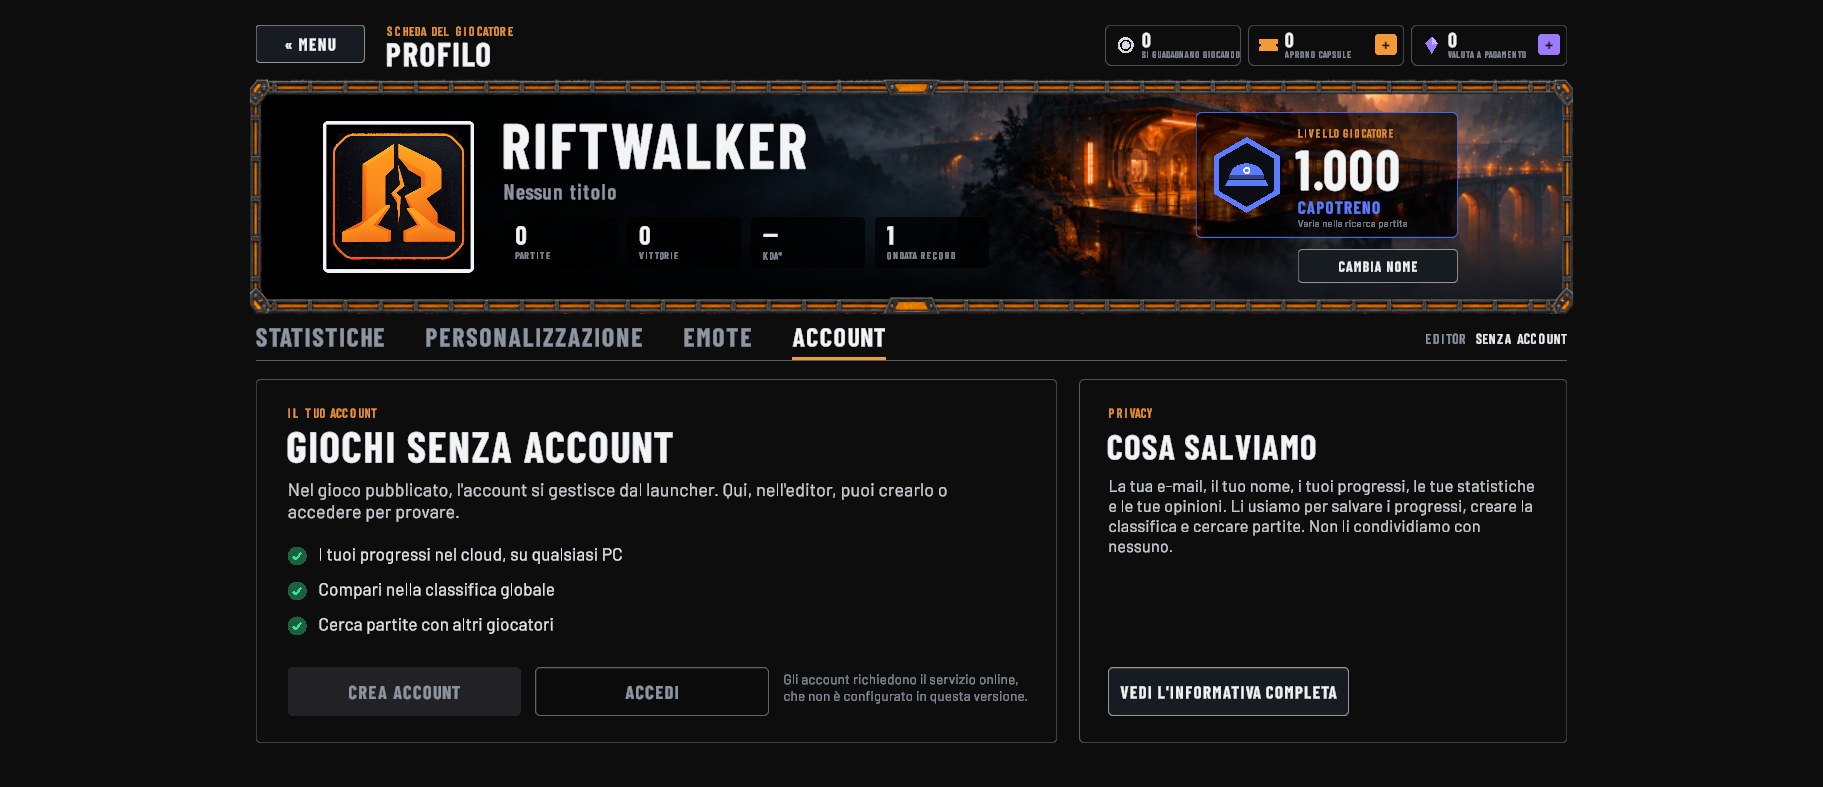 « MENU
SCHEDA DEL GIOCATORE
PROFILO
0
SI GUADAGNANO GIOCANDO
0
APRONO CAPSULE
+
0
VALUTA A PAGAMENTO
+
RIFTWALKER
Nessun titolo
0
PARTITE
0
VITTORIE
—
KDA*
1
ONDATA RECORD
LIVELLO GIOCATORE
1.000
CAPOTRENO
Varia nella ricerca partita
CAMBIA NOME
STATISTICHE
PERSONALIZZAZIONE
EMOTE
ACCOUNT
EDITOR SENZA ACCOUNT
IL TUO ACCOUNT
GIOCHI SENZA ACCOUNT
Nel gioco pubblicato, l'account si gestisce dal launcher. Qui, nell'editor, puoi crearlo o
accedere per provare.
I tuoi progressi nel cloud, su qualsiasi PC
Compari nella classifica globale
Cerca partite con altri giocatori
CREA ACCOUNT
ACCEDI
Gli account richiedono il servizio online,
che non è configurato in questa versione.
PRIVACY
COSA SALVIAMO
La tua e-mail, il tuo nome, i tuoi progressi, le tue statistiche
e le tue opinioni. Li usiamo per salvare i progressi, creare la
classifica e cercare partite. Non li condividiamo con
nessuno.
VEDI L'INFORMATIVA COMPLETA